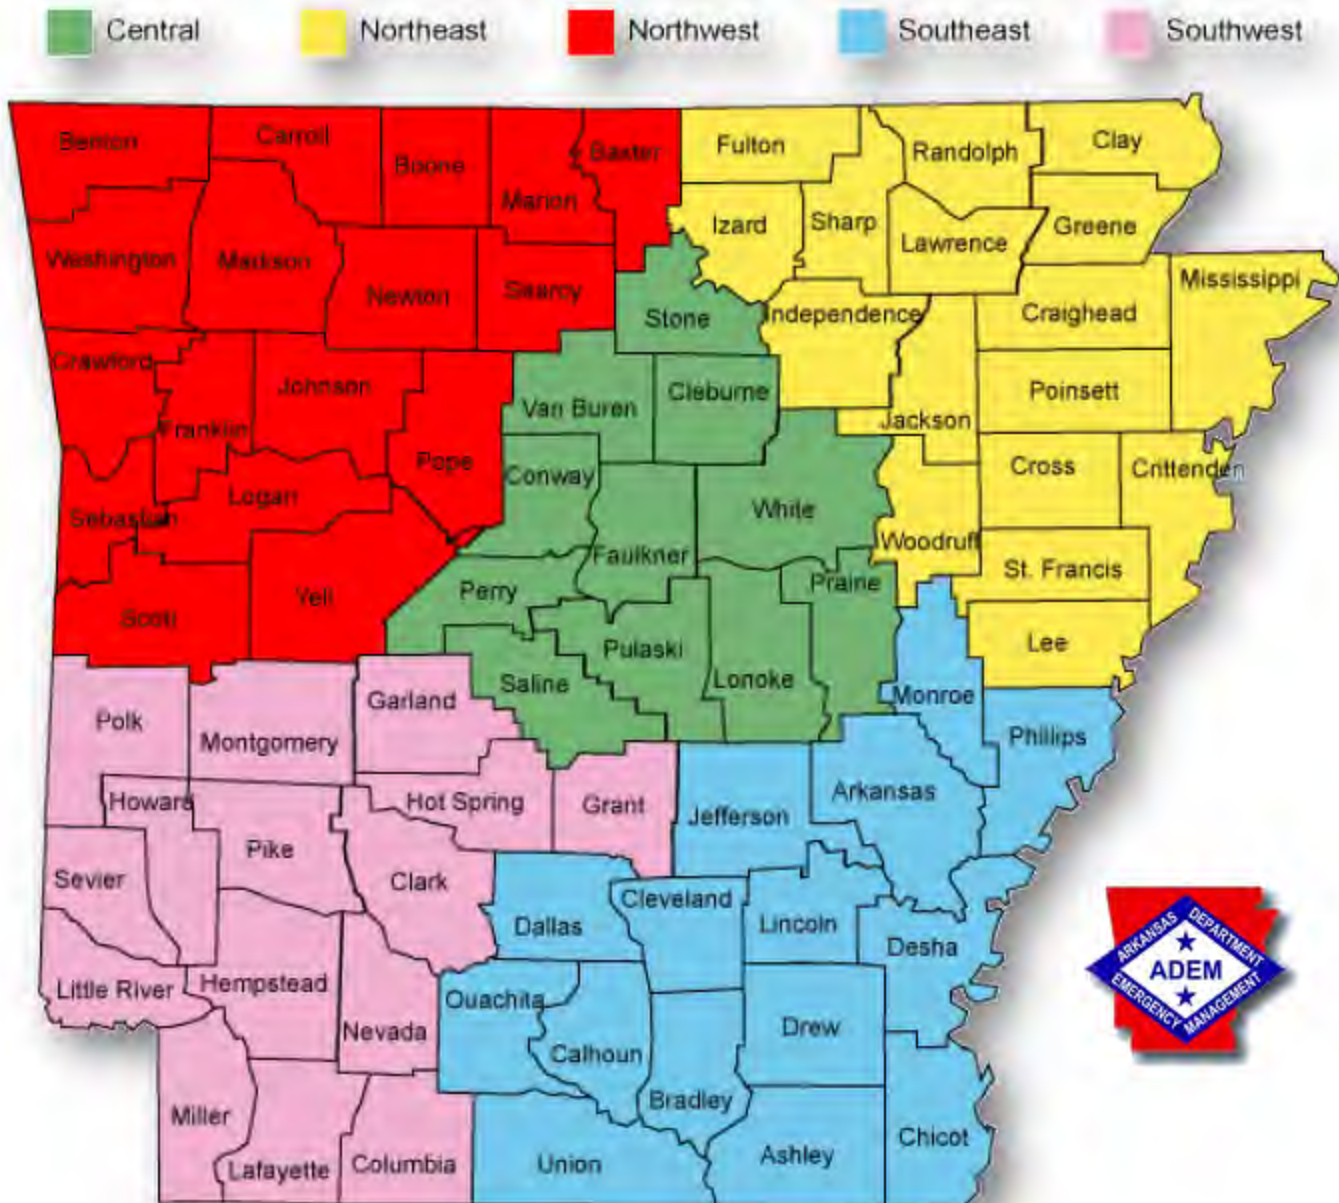 Central Northeast Northwest Southeast Southwest
Benton
Carroll
Boone
Marion
Baxter
Fulton
Randolph
Clay
Izard
Sharp
Lawrence
Greene
Washington
Madison
Newton
Searcy
Stone
Independence
Craighead
Mississippi
Crawford
Franklin
Johnson
Pope
Van Buren
Cleburne
Jackson
Poinsett
Sebastian
Logan
Conway
White
Cross
Crittenden
Faulkner
Woodruff
St. Francis
Scott
Yell
Perry
Prairie
Pulaski
Lee
Saline
Lonoke
Monroe
Polk
Montgomery
Garland
Phillips
Howard
Hot Spring
Grant
Jefferson
Arkansas
Sevier
Pike
Clark
Cleveland
Dallas
Lincoln
Desha
Little River
Hempstead
Nevada
Ouachita
Calhoun
Drew
Bradley
Miller
Lafayette
Columbia
Union
Ashley
Chicot
ARKANSAS DEPARTMENT
ADEM
EMERGENCY MANAGEMENT